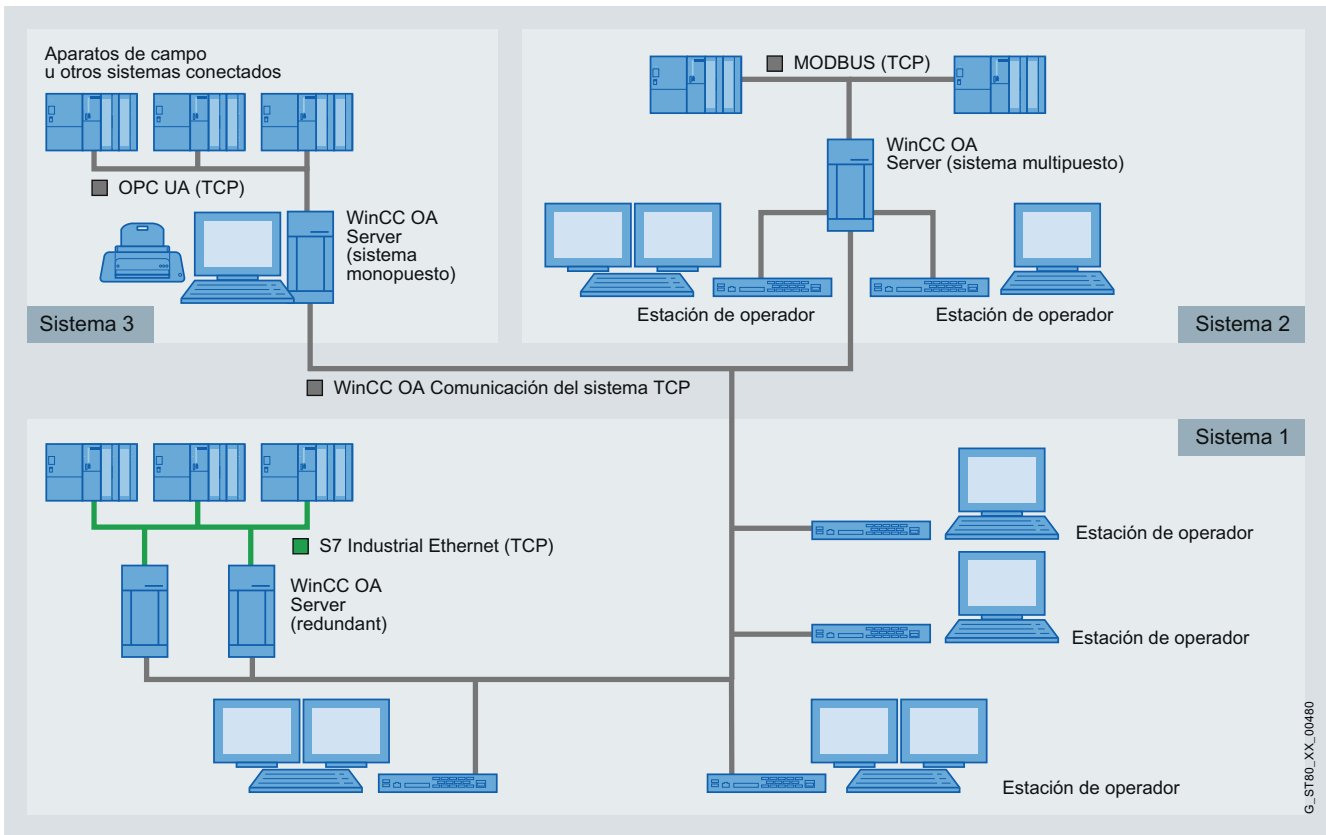 Aparatos de campo
u otros sistemas conectados
OPC UA (TCP)
WinCC OA
Server
(sistema
monopuesto)
Sistema 3
MODBUS (TCP)
WinCC OA
Server (sistema multipuesto)
Estación de operador
Estación de operador
Sistema 2
WinCC OA Comunicación del sistema TCP
Sistema 1
S7 Industrial Ethernet (TCP)
WinCC OA
Server
(redundant)
Estación de operador
Estación de operador
Estación de operador
G_ST80_XX_00480